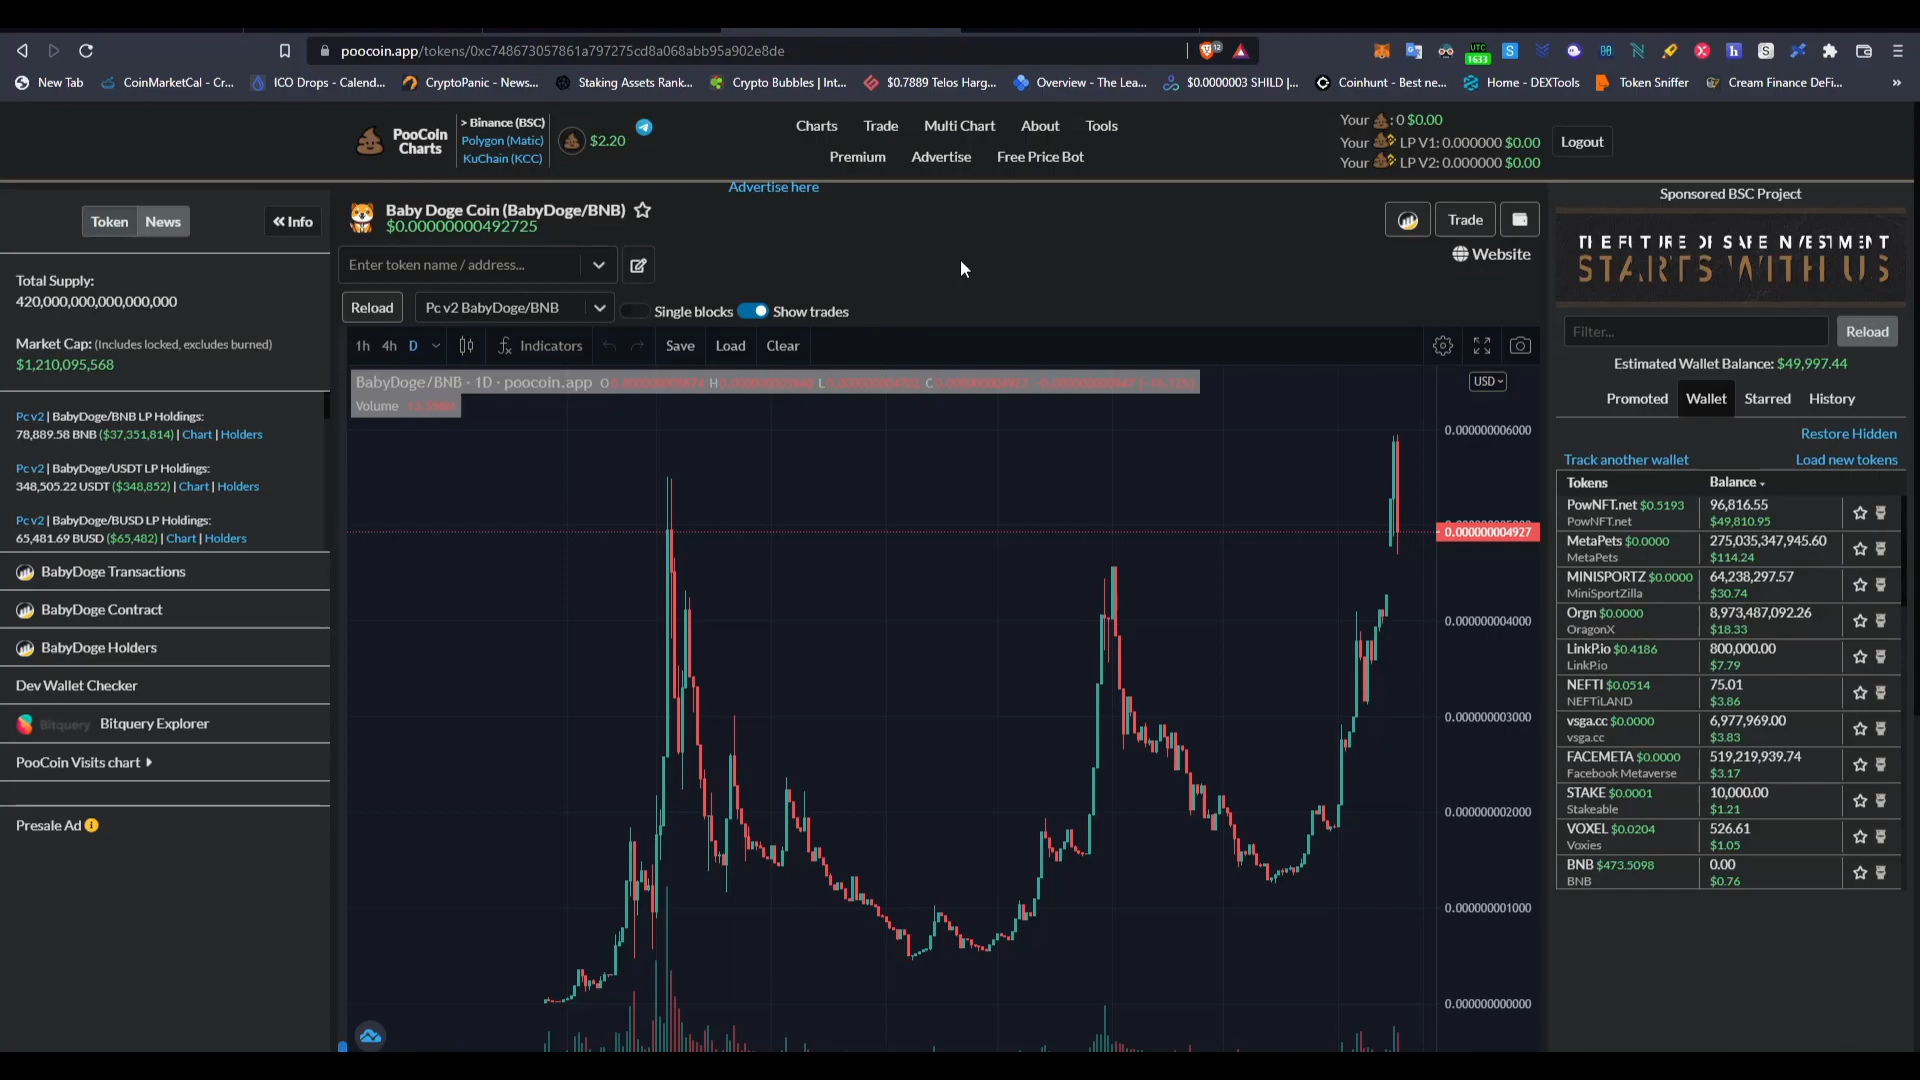 poocoin.app/tokens/0xc748673057861a797275cd8a068abb95a902e8de
12
UTC
1633
New Tab
CoinMarketCal - Cr...
ICO Drops - Calend...
CryptoPanic - News...
Staking Assets Rank...
Crypto Bubbles | Int...
$0.7889 Telos Harg...
Overview - The Lea...
$0.0000003 SHILD |...
Coinhunt - Best ne...
Home - DEXTools
Token Sniffer
Cream Finance DeFi...
»
PooCoin
Charts
> Binance (BSC)
Polygon (Matic)
KuChain (KCC)
$2.20
Charts
Trade
Multi Chart
About
Tools
Premium
Advertise
Free Price Bot
Your : 0 $0.00
Your LP V1: 0.000000 $0.00
Your LP V2: 0.000000 $0.00
Logout
Advertise here
Token
News
« Info
Total Supply:
420,000,000,000,000,000
Market Cap: (Includes locked, excludes burned)
$1,210,095,568
Pc v2 | BabyDoge/BNB LP Holdings:
78,889.58 BNB ($37,351,814) | Chart | Holders
Pc v2 | BabyDoge/USDT LP Holdings:
348,505.22 USDT ($348,852) | Chart | Holders
Pc v2 | BabyDoge/BUSD LP Holdings:
65,481.69 BUSD ($65,482) | Chart | Holders
BabyDoge Transactions
BabyDoge Contract
BabyDoge Holders
Dev Wallet Checker
Bitquery Bitquery Explorer
PooCoin Visits chart
Presale Ad
Baby Doge Coin (BabyDoge/BNB)
$0.00000000492725
Trade
Website
Enter token name / address...
Reload
Pc v2 BabyDoge/BNB
Single blocks
Show trades
1h
4h
D
Indicators
Save
Load
Clear
BabyDoge/BNB · 1D · poocoin.app
Volume
USD
0.000000006000
0.000000004927
0.000000004000
0.000000003000
0.000000002000
0.000000001000
0.000000000000
Sponsored BSC Project
STARTS WITH US
Filter...
Reload
Estimated Wallet Balance: $49,997.44
Promoted
Wallet
Starred
History
Restore Hidden
Track another wallet
Load new tokens
Tokens
Balance
PowNFT.net $0.5193 96,816.55
PowNFT.net $49,810.95
MetaPets $0.0000 275,035,347,945.60
MetaPets $114.24
MINISPORTZ $0.0000 64,238,297.57
MiniSportZilla $30.74
Orgn $0.0000 8,973,487,092.26
OragonX $18.33
LinkP.io $0.4186 800,000.00
LinkP.io $7.79
NEFTI $0.0514 75.01
NEFTiLAND $3.86
vsga.cc $0.0000 6,977,969.00
vsga.cc $3.83
FACEMETA $0.0000 519,219,939.74
Facebook Metaverse $3.17
STAKE $0.0001 10,000.00
Stakeable $1.21
VOXEL $0.0204 526.61
Voxies $1.05
BNB $473.5098 0.00
BNB $0.76